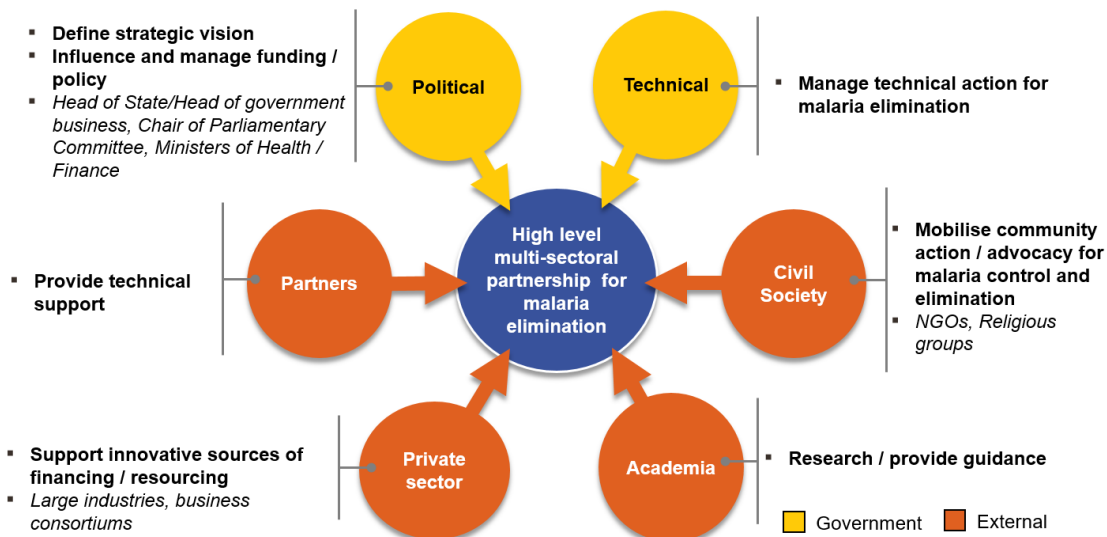 ▪ Define strategic vision
▪ Influence and manage funding /
policy
▪ Head of State/Head of government
business, Chair of Parliamentary
Committee, Ministers of Health /
Finance
Political
Technical
▪ Manage technical action for
malaria elimination
▪ Provide technical
support
Partners
High level
multi-sectoral
partnership for
malaria
elimination
Civil
Society
▪ Mobilise community
action / advocacy for
malaria control and
elimination
▪ NGOs, Religious
groups
▪ Support innovative sources of
financing / resourcing
▪ Large industries, business
consortiums
Private
sector
Academia
▪ Research / provide guidance
Government
External